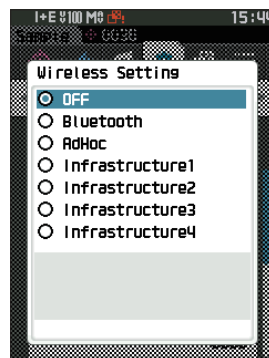 I+E
15:4
Sample
Wireless Setting
OFF
Bluetooth
AdHoc
Infrastructure1
Infrastructure2
Infrastructure3
Infrastructure4